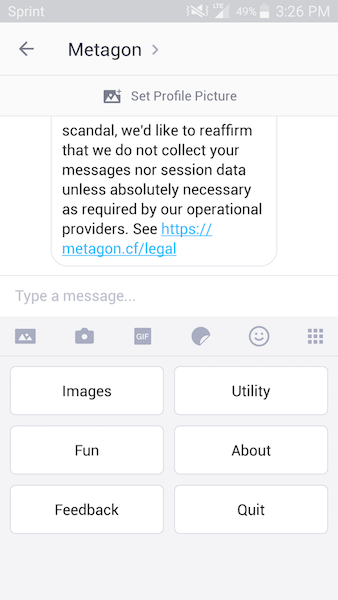 Sprint LTE 49% 3:26 PM
Metagon
Set Profile Picture
scandal, we'd like to reaffirm
that we do not collect your
messages nor session data
unless absolutely necessary
as required by our operational
providers. See https://
metagon.cf/legal
Type a message...
GIF
Images Utility
Fun About
Feedback Quit